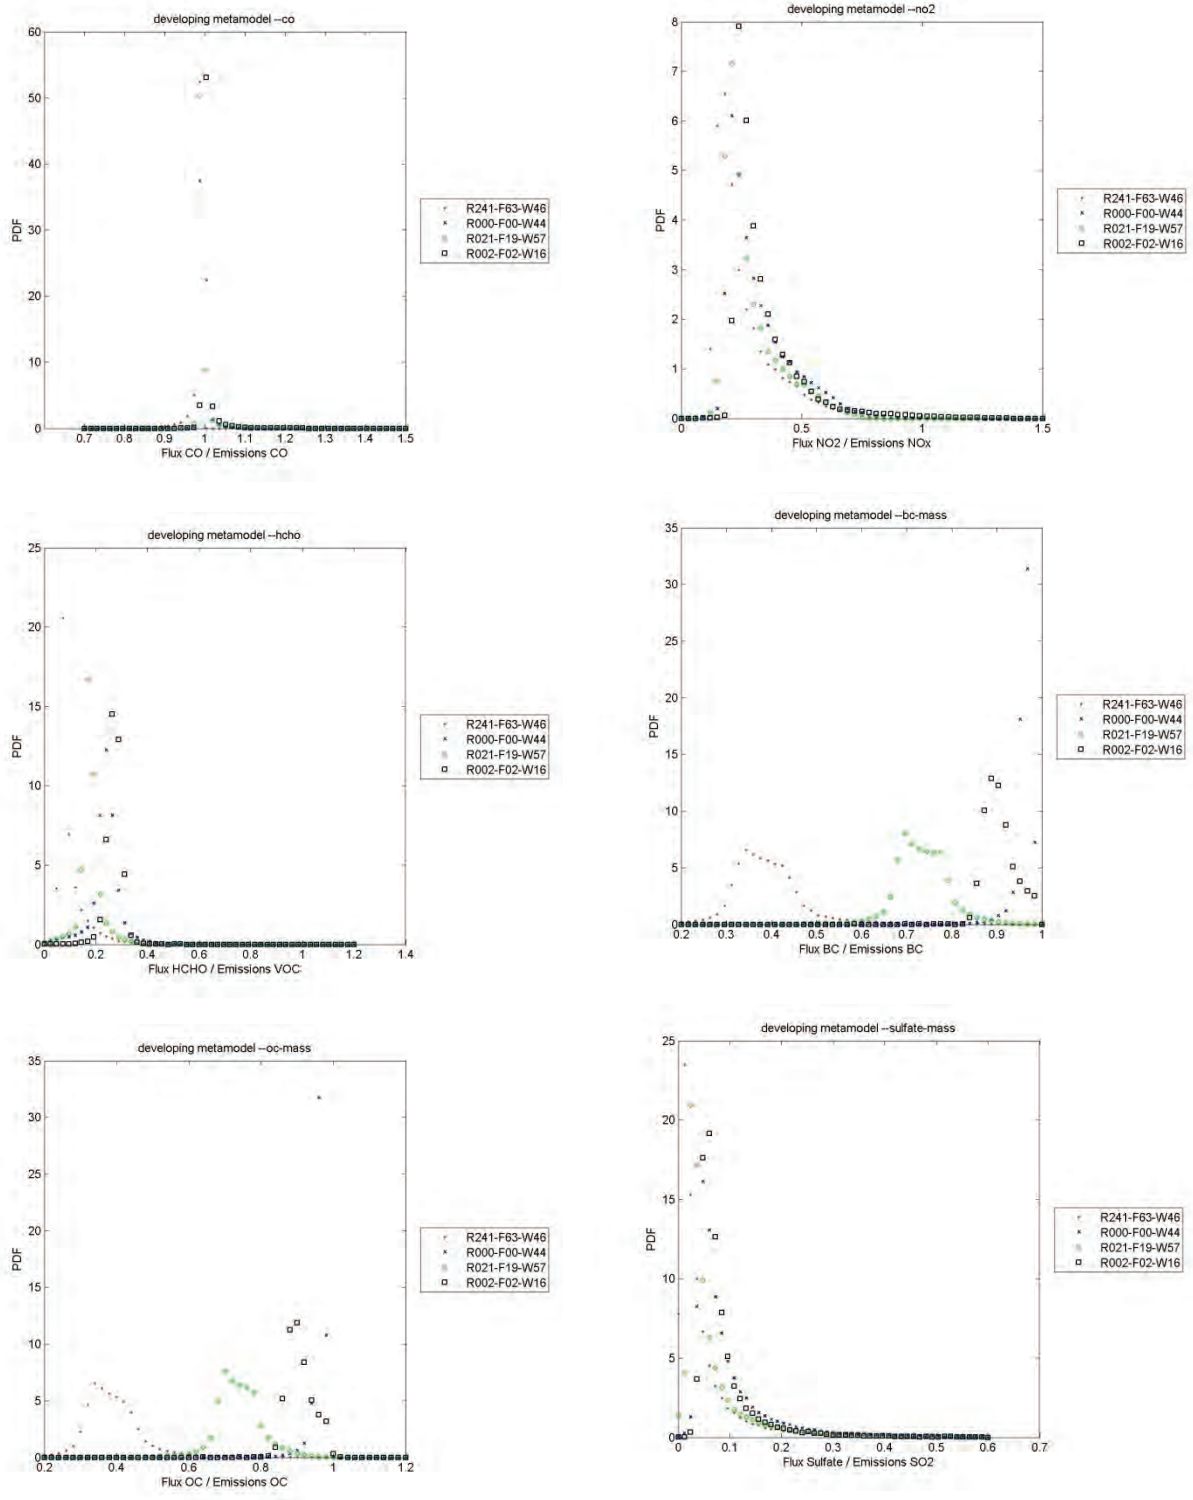 developing metamodel --co
60
50
40
30
20
10
0
PDF
0.7 0.8 0.9 1 1.1 1.2 1.3 1.4 1.5
Flux CO / Emissions CO
R241-F63-W46
R000-F00-W44
R021-F19-W57
R002-F02-W16
developing metamodel --no2
8
7
6
5
4
3
2
1
0
PDF
0 0.5 1 1.5
Flux NO2 / Emissions NOx
R241-F63-W46
R000-F00-W44
R021-F19-W57
R002-F02-W16
developing metamodel --hcho
25
20
15
10
5
0
PDF
0 0.2 0.4 0.6 0.8 1 1.2 1.4
Flux HCHO / Emissions VOC
R241-F63-W46
R000-F00-W44
R021-F19-W57
R002-F02-W16
developing metamodel --bc-mass
35
30
25
20
15
10
5
0
PDF
0.2 0.3 0.4 0.5 0.6 0.7 0.8 0.9 1
Flux BC / Emissions BC
R241-F63-W46
R000-F00-W44
R021-F19-W57
R002-F02-W16
developing metamodel --oc-mass
35
30
25
20
15
10
5
0
PDF
0.2 0.4 0.6 0.8 1 1.2
Flux OC / Emissions OC
R241-F63-W46
R000-F00-W44
R021-F19-W57
R002-F02-W16
developing metamodel --sulfate-mass
25
20
15
10
5
0
PDF
0 0.1 0.2 0.3 0.4 0.5 0.6 0.7
Flux Sulfate / Emissions SO2
R241-F63-W46
R000-F00-W44
R021-F19-W57
R002-F02-W16